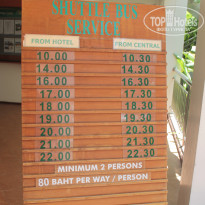 SHUTTLE BUS
SERVICE
FROM HOTEL FROM CENTRAL
10.00 10.30
14.00 14.30
16.00 16.30
17.00 17.30
18.00 18.30
19.00 19.30
20.00 20.30
21.00 21.30
22.00 22.30
MINIMUM 2 PERSONS
80 BAHT PER WAY / PERSON
TOP HOTELS